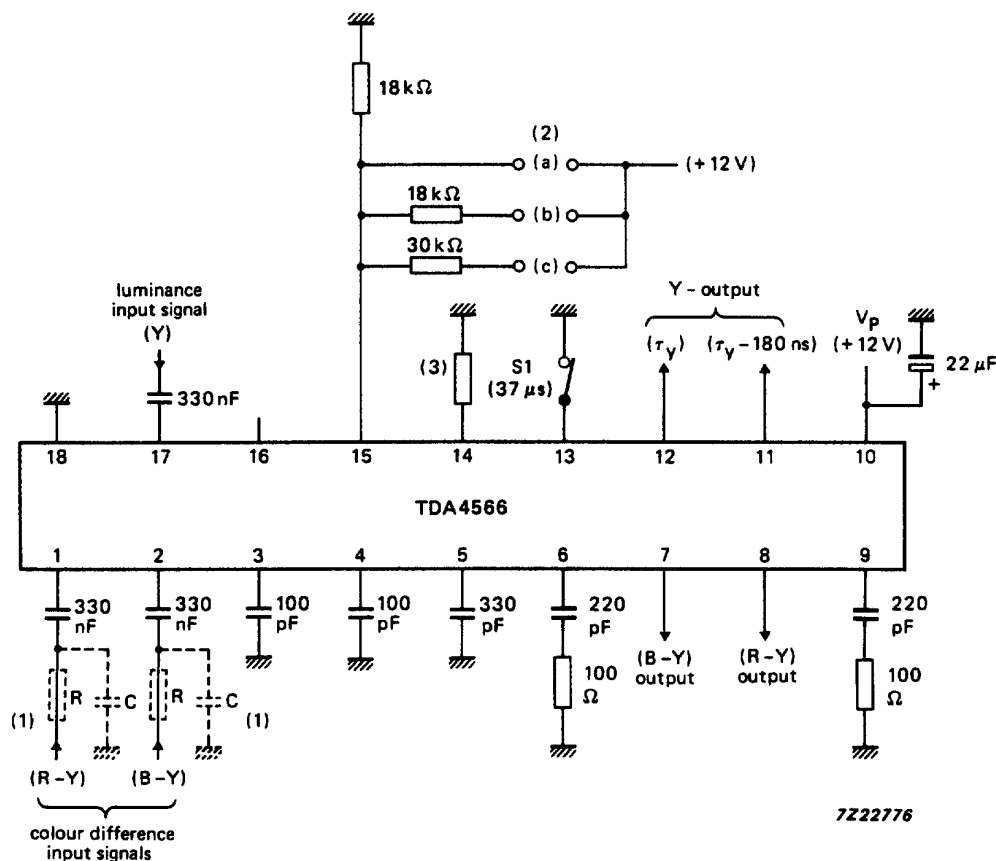 18 kΩ
(2)
(a)
(+12 V)
18 kΩ
(b)
30 kΩ
(c)
luminance
input signal
(Y)
330 nF
(3)
S1
(37 μs)
Y – output
(τy)
(τy – 180 ns)
Vp
(+12 V)
22 μF
+
18
17
16
15
14
13
12
11
10
TDA4566
1
2
3
4
5
6
7
8
9
330
nF
330
nF
100
pF
100
pF
330
pF
220
pF
220
pF
R
C
R
C
(1)
(1)
100
Ω
(B–Y)
output
(R–Y)
output
100
Ω
(R–Y)
(B–Y)
colour difference
input signals
7Z22776